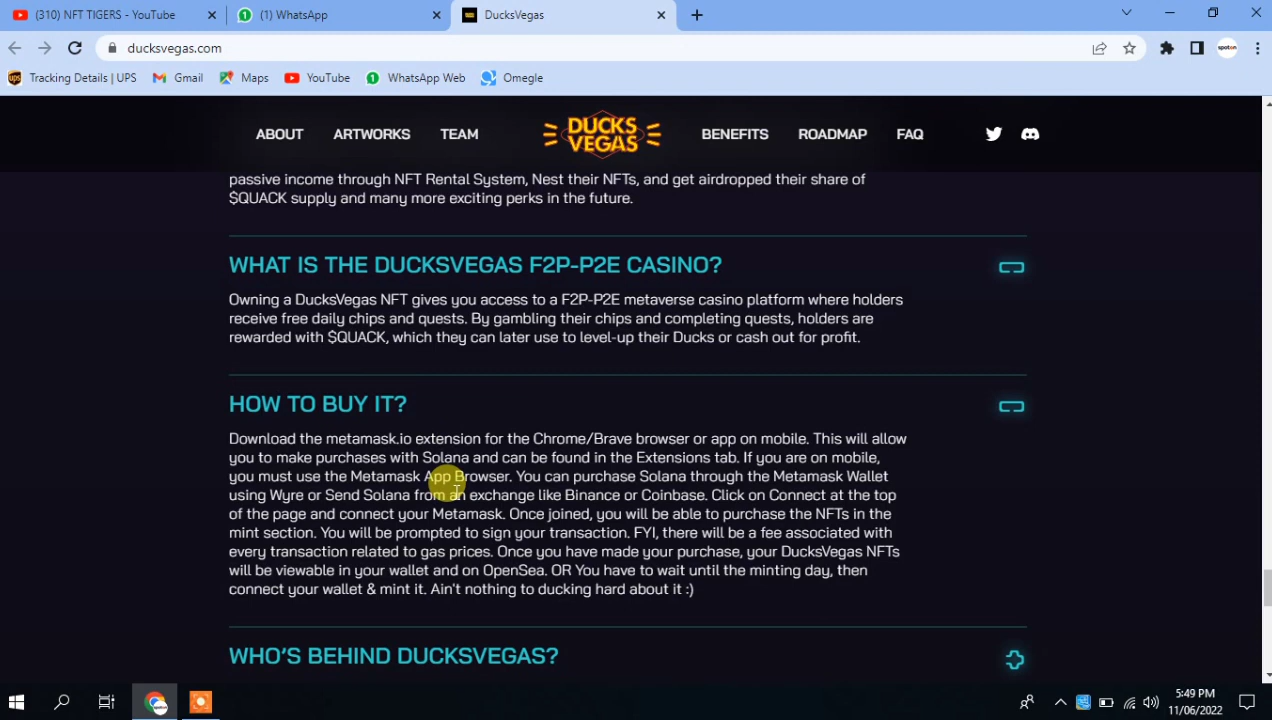 (310) NFT TIGERS - YouTube
(1) WhatsApp
DucksVegas
ducksvegas.com
spoton
Tracking Details | UPS
Gmail
Maps
YouTube
WhatsApp Web
Omegle
ABOUT
ARTWORKS
TEAM
DUCKS
VEGAS
BENEFITS
ROADMAP
FAQ
passive income through NFT Rental System, Nest their NFTs, and get airdropped their share of
$QUACK supply and many more exciting perks in the future.
WHAT IS THE DUCKSVEGAS F2P-P2E CASINO?
Owning a DucksVegas NFT gives you access to a F2P-P2E metaverse casino platform where holders
receive free daily chips and quests. By gambling their chips and completing quests, holders are
rewarded with $QUACK, which they can later use to level-up their Ducks or cash out for profit.
HOW TO BUY IT?
Download the metamask.io extension for the Chrome/Brave browser or app on mobile. This will allow
you to make purchases with Solana and can be found in the Extensions tab. If you are on mobile,
you must use the Metamask App Browser. You can purchase Solana through the Metamask Wallet
using Wyre or Send Solana from an exchange like Binance or Coinbase. Click on Connect at the top
of the page and connect your Metamask. Once joined, you will be able to purchase the NFTs in the
mint section. You will be prompted to sign your transaction. FYI, there will be a fee associated with
every transaction related to gas prices. Once you have made your purchase, your DucksVegas NFTs
will be viewable in your wallet and on OpenSea. OR You have to wait until the minting day, then
connect your wallet & mint it. Ain't nothing to ducking hard about it :)
WHO'S BEHIND DUCKSVEGAS?
5:49 PM
11/06/2022